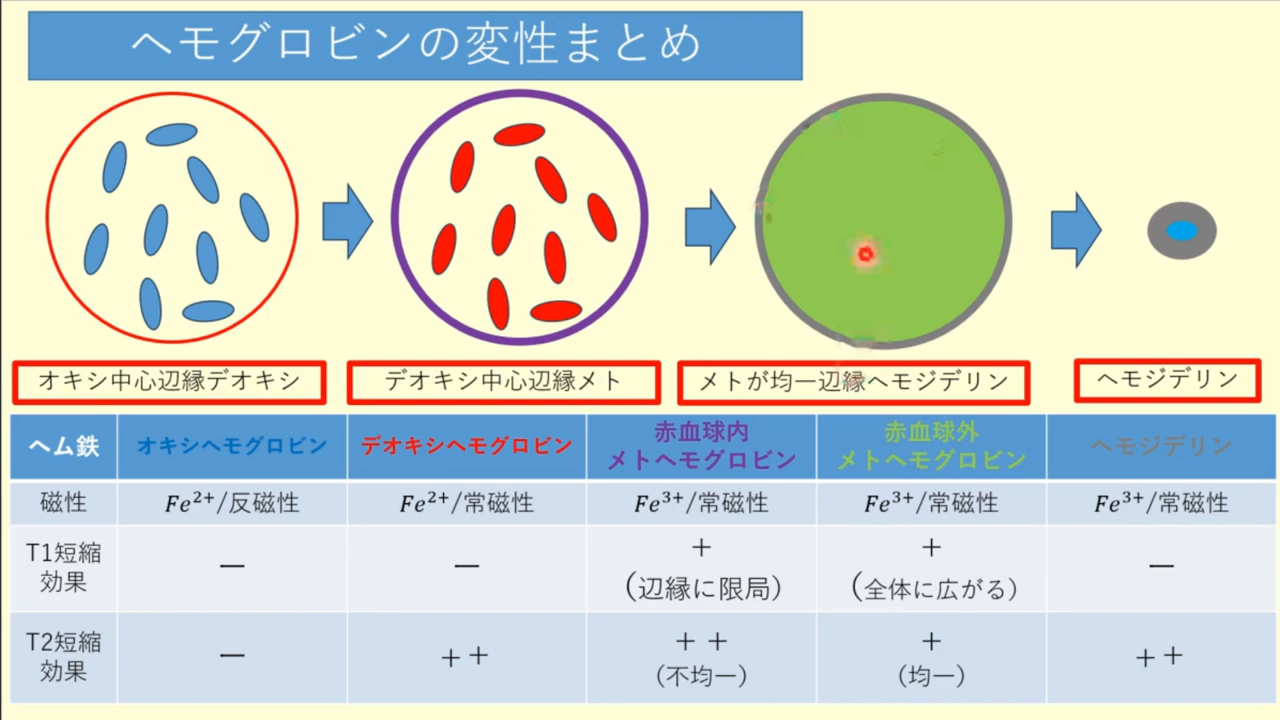 ヘモグロビンの変性まとめ
オキシ中心辺縁デオキシ
デオキシ中心辺縁メト
メトが均一辺縁ヘモジデリン
ヘモジデリン
ヘム鉄
オキシヘモグロビン
デオキシヘモグロビン
赤血球内
メトヘモグロビン
赤血球外
メトヘモグロビン
ヘモジデリン
磁性
Fe²⁺/反磁性
Fe²⁺/常磁性
Fe³⁺/常磁性
Fe³⁺/常磁性
Fe³⁺/常磁性
T1短縮
効果
―
―
＋
（辺縁に限局）
＋
（全体に広がる）
―
T2短縮
効果
―
＋＋
＋＋
（不均一）
＋
（均一）
＋＋